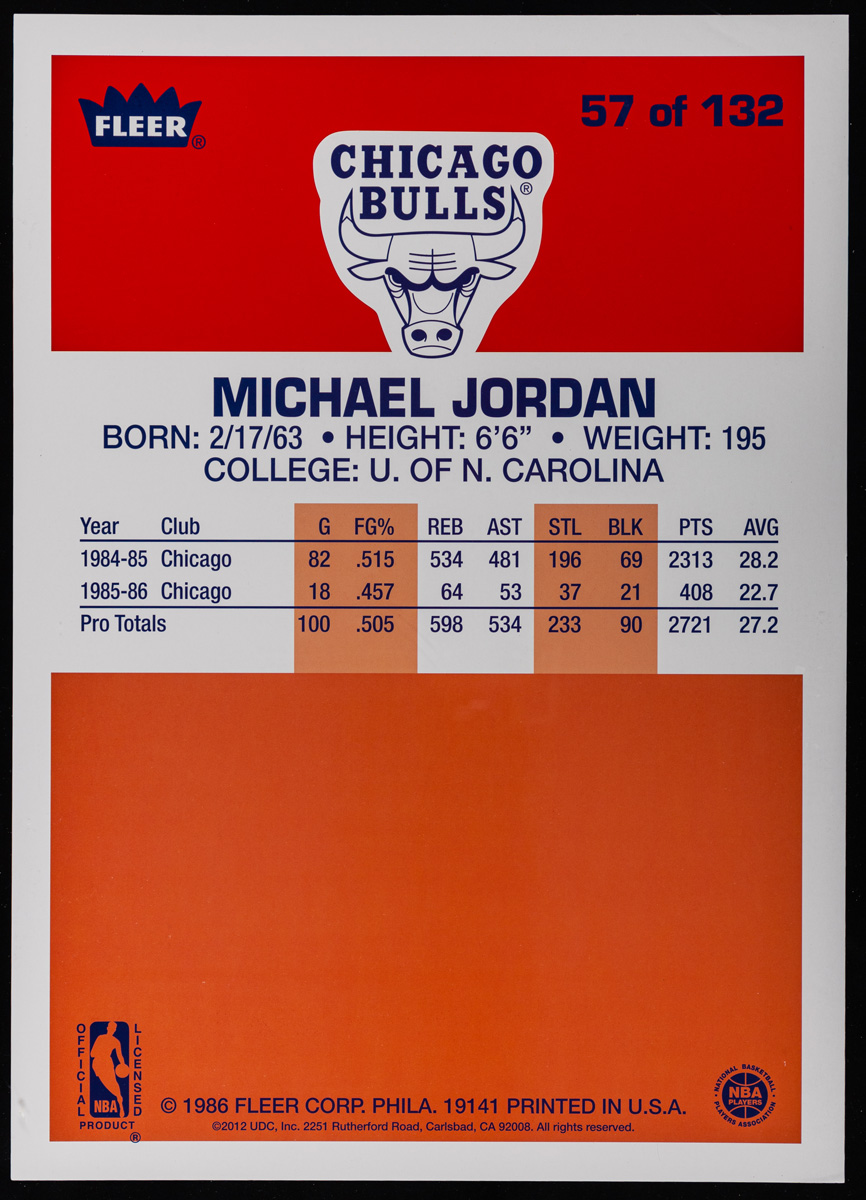 FLEER®
57 of 132
CHICAGO
BULLS®
MICHAEL JORDAN
BORN: 2/17/63 • HEIGHT: 6’6” • WEIGHT: 195
COLLEGE: U. OF N. CAROLINA
Year Club G FG% REB AST STL BLK PTS AVG
1984-85 Chicago 82 .515 534 481 196 69 2313 28.2
1985-86 Chicago 18 .457 64 53 37 21 408 22.7
Pro Totals 100 .505 598 534 233 90 2721 27.2
OFFICIAL LICENSED
NBA
PRODUCT ®
© 1986 FLEER CORP. PHILA. 19141 PRINTED IN U.S.A.
©2012 UDC, Inc. 2251 Rutherford Road, Carlsbad, CA 92008. All rights reserved.
• NATIONAL BASKETBALL •
NBA
PLAYERS
PLAYERS ASSOCIATION